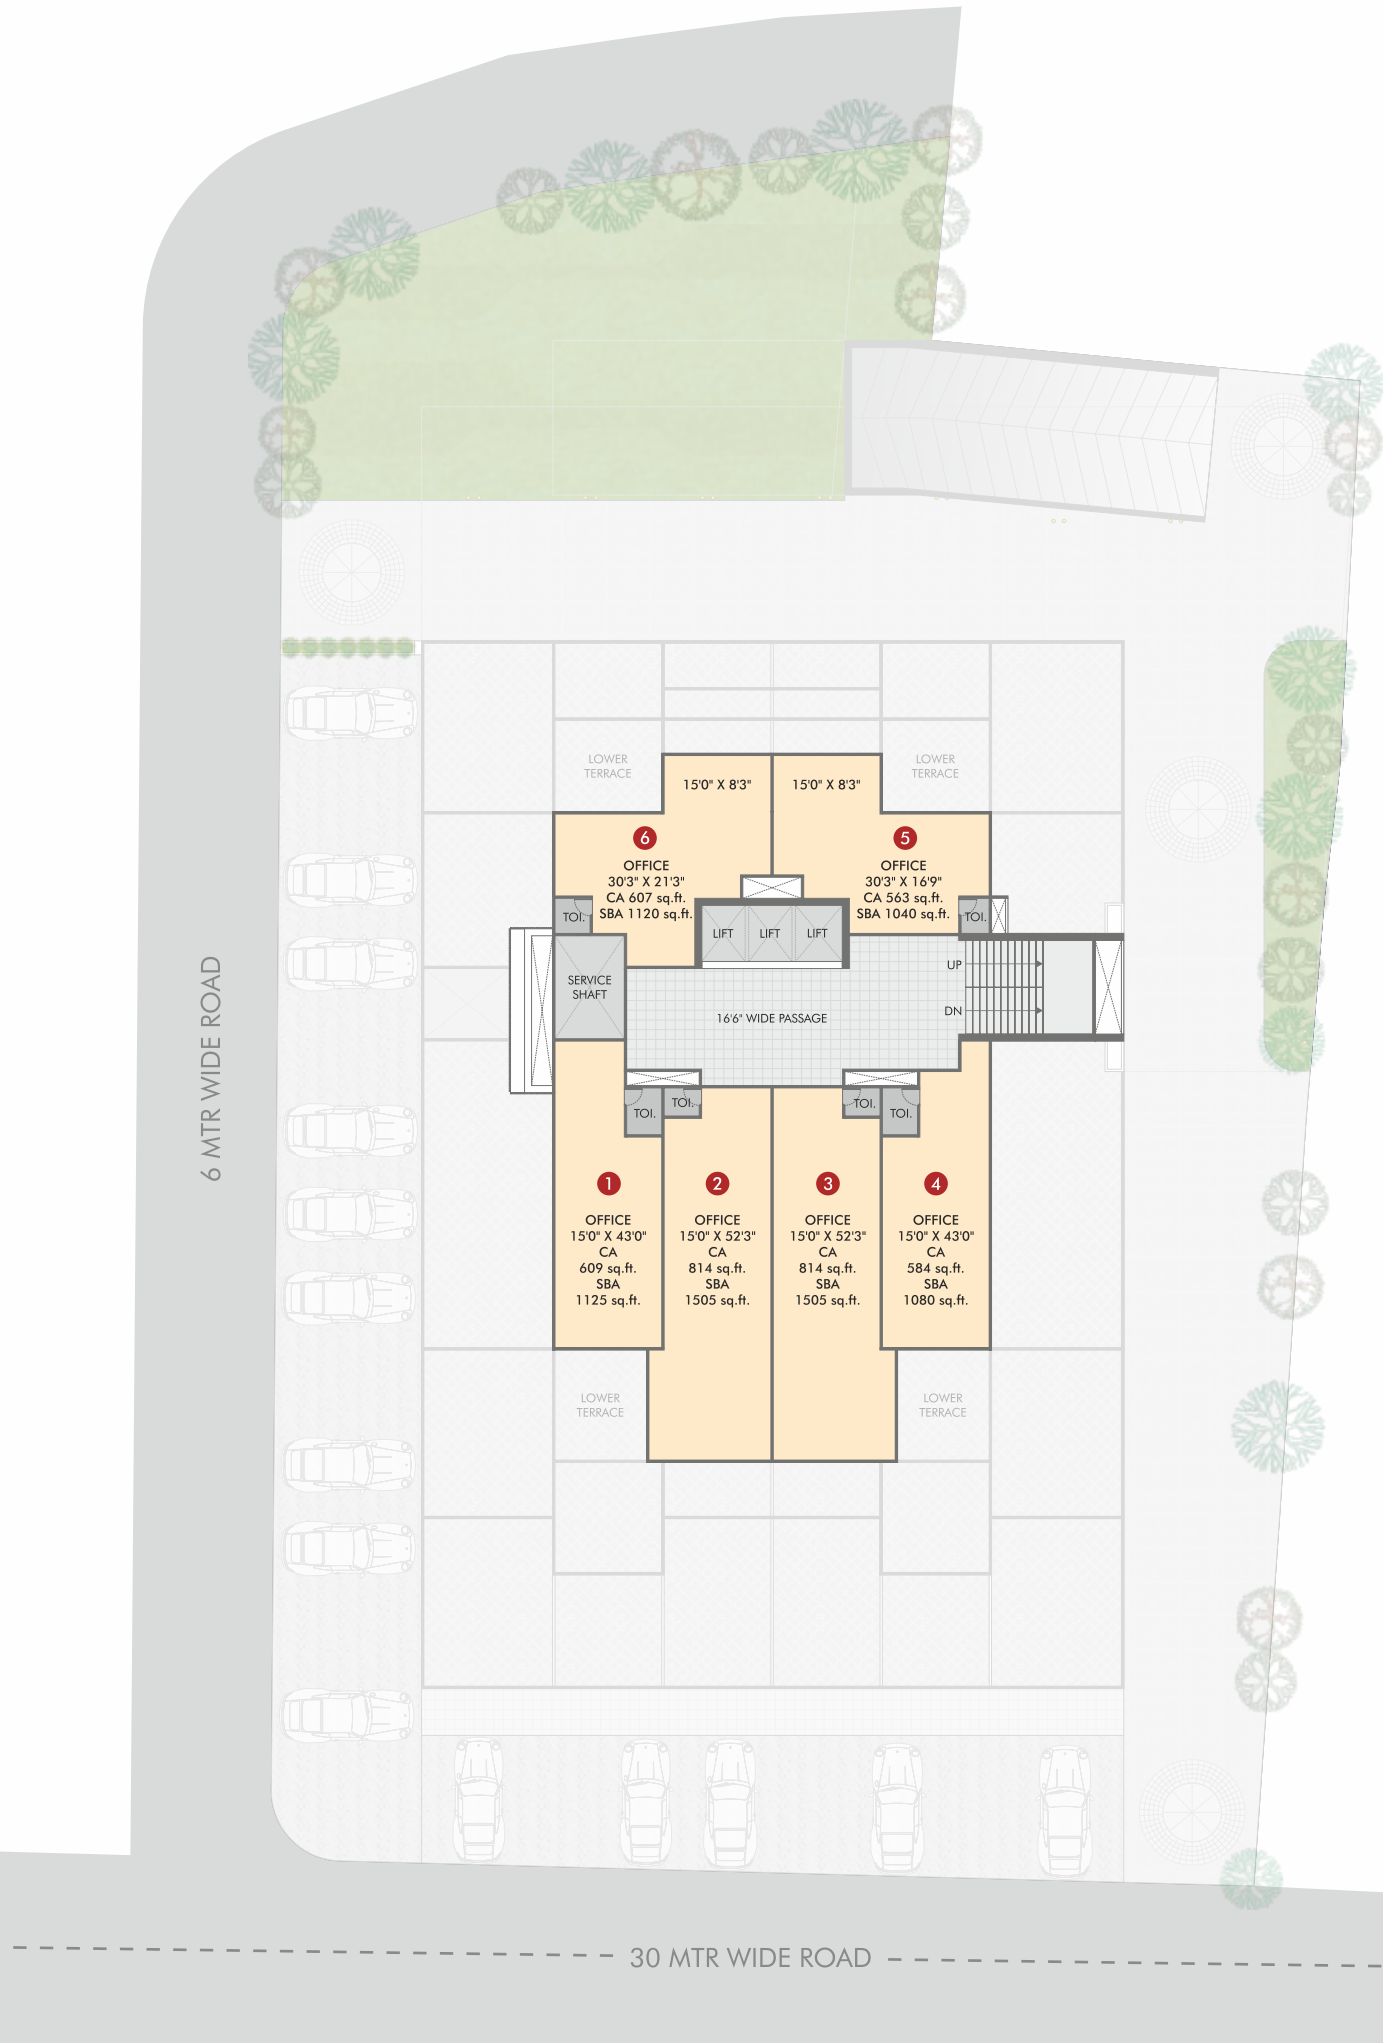 LOWER
TERRACE
LOWER
TERRACE
15'0" X 8'3"
15'0" X 8'3"
6
OFFICE
30'3" X 21'3"
CA 607 sq.ft.
SBA 1120 sq.ft.
5
OFFICE
30'3" X 16'9"
CA 563 sq.ft.
SBA 1040 sq.ft.
TOI.
LIFT
LIFT
LIFT
TOI.
SERVICE
SHAFT
UP
DN
16'6" WIDE PASSAGE
TOI.
TOI.
TOI.
TOI.
1
OFFICE
15'0" X 43'0"
CA
609 sq.ft.
SBA
1125 sq.ft.
2
OFFICE
15'0" X 52'3"
CA
814 sq.ft.
SBA
1505 sq.ft.
3
OFFICE
15'0" X 52'3"
CA
814 sq.ft.
SBA
1505 sq.ft.
4
OFFICE
15'0" X 43'0"
CA
584 sq.ft.
SBA
1080 sq.ft.
LOWER
TERRACE
LOWER
TERRACE
6 MTR WIDE ROAD
30 MTR WIDE ROAD